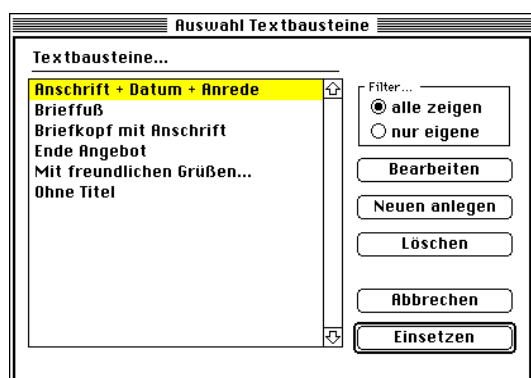 Auswahl Textbausteine
Textbausteine...
Anschrift + Datum + Anrede
Brieffuß
Briefkopf mit Anschrift
Ende Angebot
Mit freundlichen Grüßen...
Ohne Titel
Filter...
alle zeigen
nur eigene
Bearbeiten
Neuen anlegen
Löschen
Abbrechen
Einsetzen